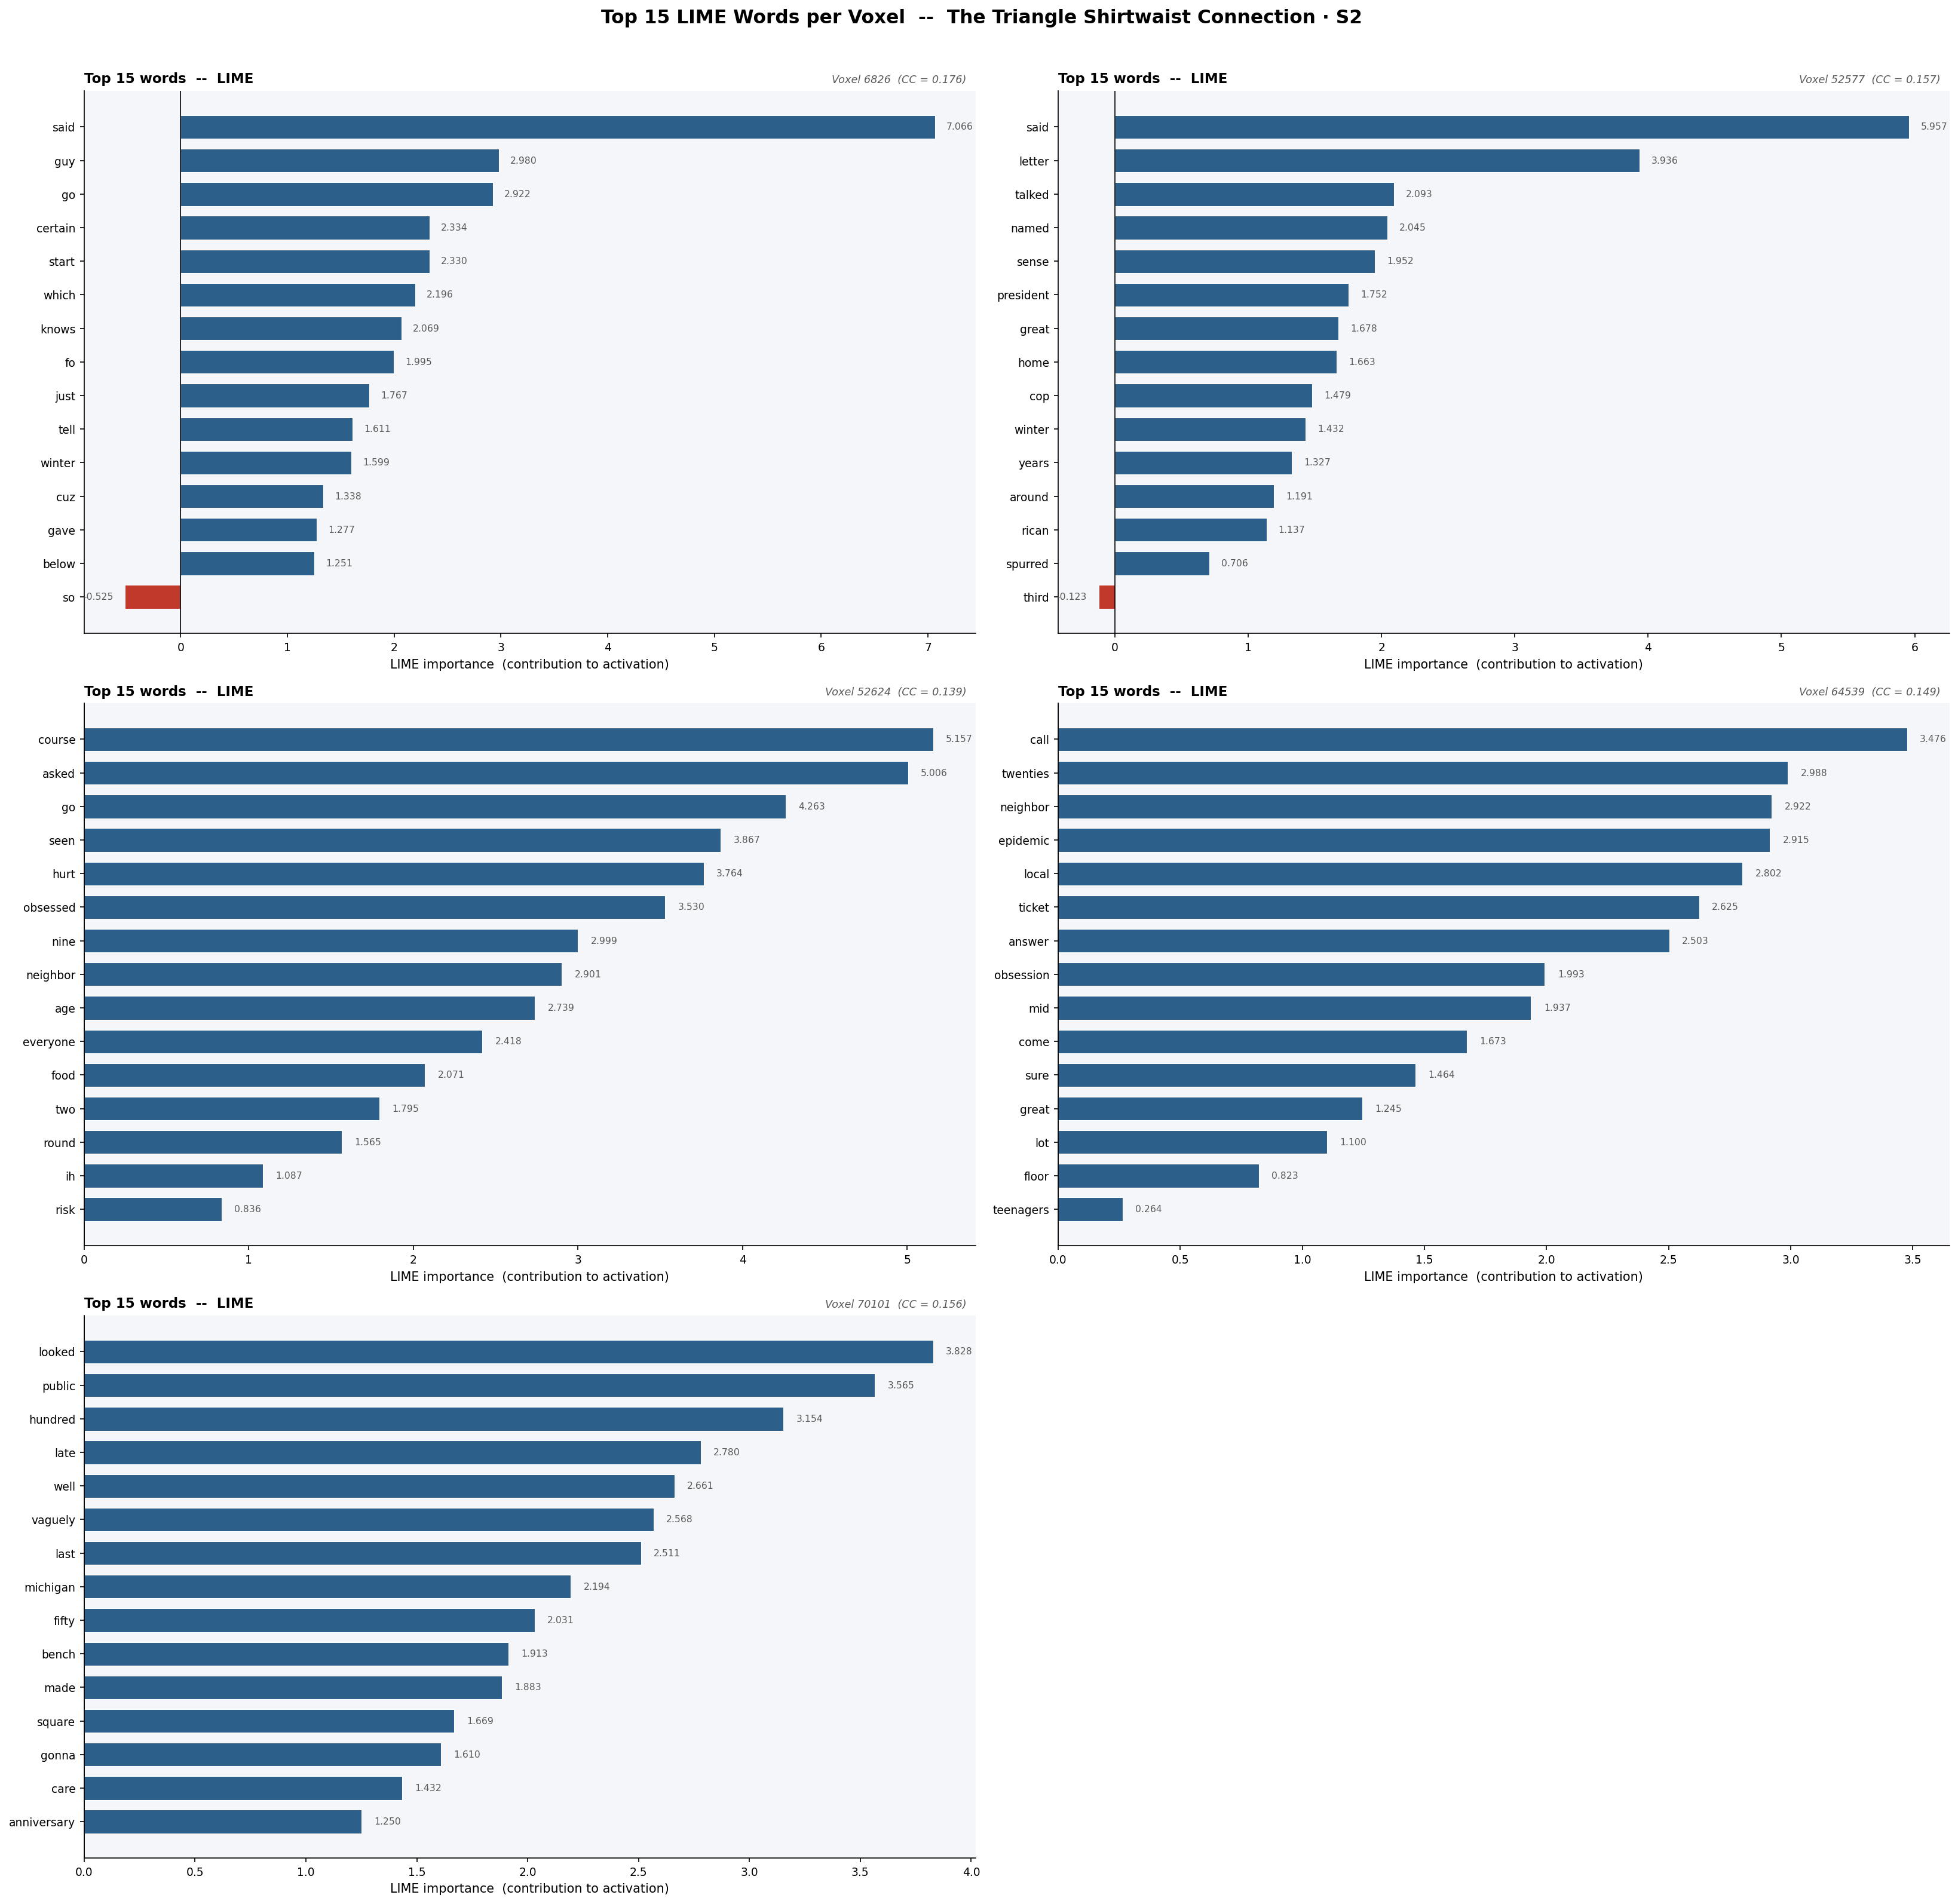 Top 15 LIME Words per Voxel  --  The Triangle Shirtwaist Connection · S2
Top 15 words  --  LIME
Voxel 6826  (CC = 0.176)
said 7.066
guy 2.980
go 2.922
certain 2.334
start 2.330
which 2.196
knows 2.069
fo 1.995
just 1.767
tell 1.611
winter 1.599
cuz 1.338
gave 1.277
below 1.251
so -0.525
0 1 2 3 4 5 6 7
LIME importance  (contribution to activation)
Top 15 words  --  LIME
Voxel 52577  (CC = 0.157)
said 5.957
letter 3.936
talked 2.093
named 2.045
sense 1.952
president 1.752
great 1.678
home 1.663
cop 1.479
winter 1.432
years 1.327
around 1.191
rican 1.137
spurred 0.706
third -0.123
0 1 2 3 4 5 6
LIME importance  (contribution to activation)
Top 15 words  --  LIME
Voxel 52624  (CC = 0.139)
course 5.157
asked 5.006
go 4.263
seen 3.867
hurt 3.764
obsessed 3.530
nine 2.999
neighbor 2.901
age 2.739
everyone 2.418
food 2.071
two 1.795
round 1.565
ih 1.087
risk 0.836
0 1 2 3 4 5
LIME importance  (contribution to activation)
Top 15 words  --  LIME
Voxel 64539  (CC = 0.149)
call 3.476
twenties 2.988
neighbor 2.922
epidemic 2.915
local 2.802
ticket 2.625
answer 2.503
obsession 1.993
mid 1.937
come 1.673
sure 1.464
great 1.245
lot 1.100
floor 0.823
teenagers 0.264
0.0 0.5 1.0 1.5 2.0 2.5 3.0 3.5
LIME importance  (contribution to activation)
Top 15 words  --  LIME
Voxel 70101  (CC = 0.156)
looked 3.828
public 3.565
hundred 3.154
late 2.780
well 2.661
vaguely 2.568
last 2.511
michigan 2.194
fifty 2.031
bench 1.913
made 1.883
square 1.669
gonna 1.610
care 1.432
anniversary 1.250
0.0 0.5 1.0 1.5 2.0 2.5 3.0 3.5 4.0
LIME importance  (contribution to activation)